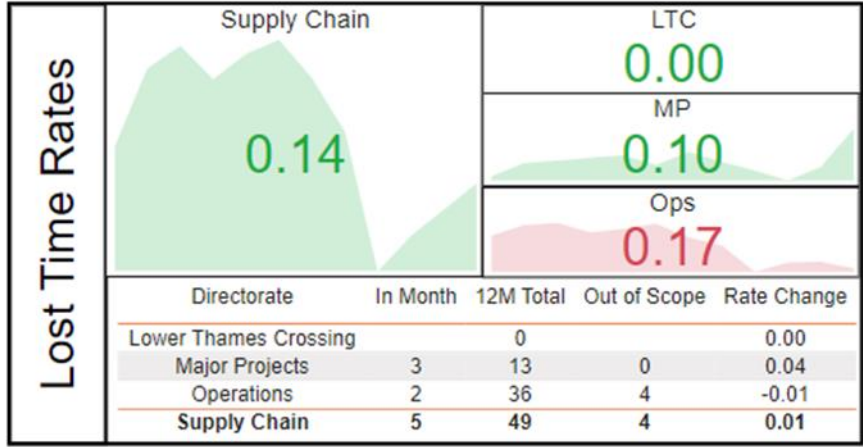 Lost Time Rates
Supply Chain
0.14
LTC
0.00
MP
0.10
Ops
0.17
Directorate In Month 12M Total Out of Scope Rate Change
Lower Thames Crossing 0 0.00
Major Projects 3 13 0 0.04
Operations 2 36 4 -0.01
Supply Chain 5 49 4 0.01